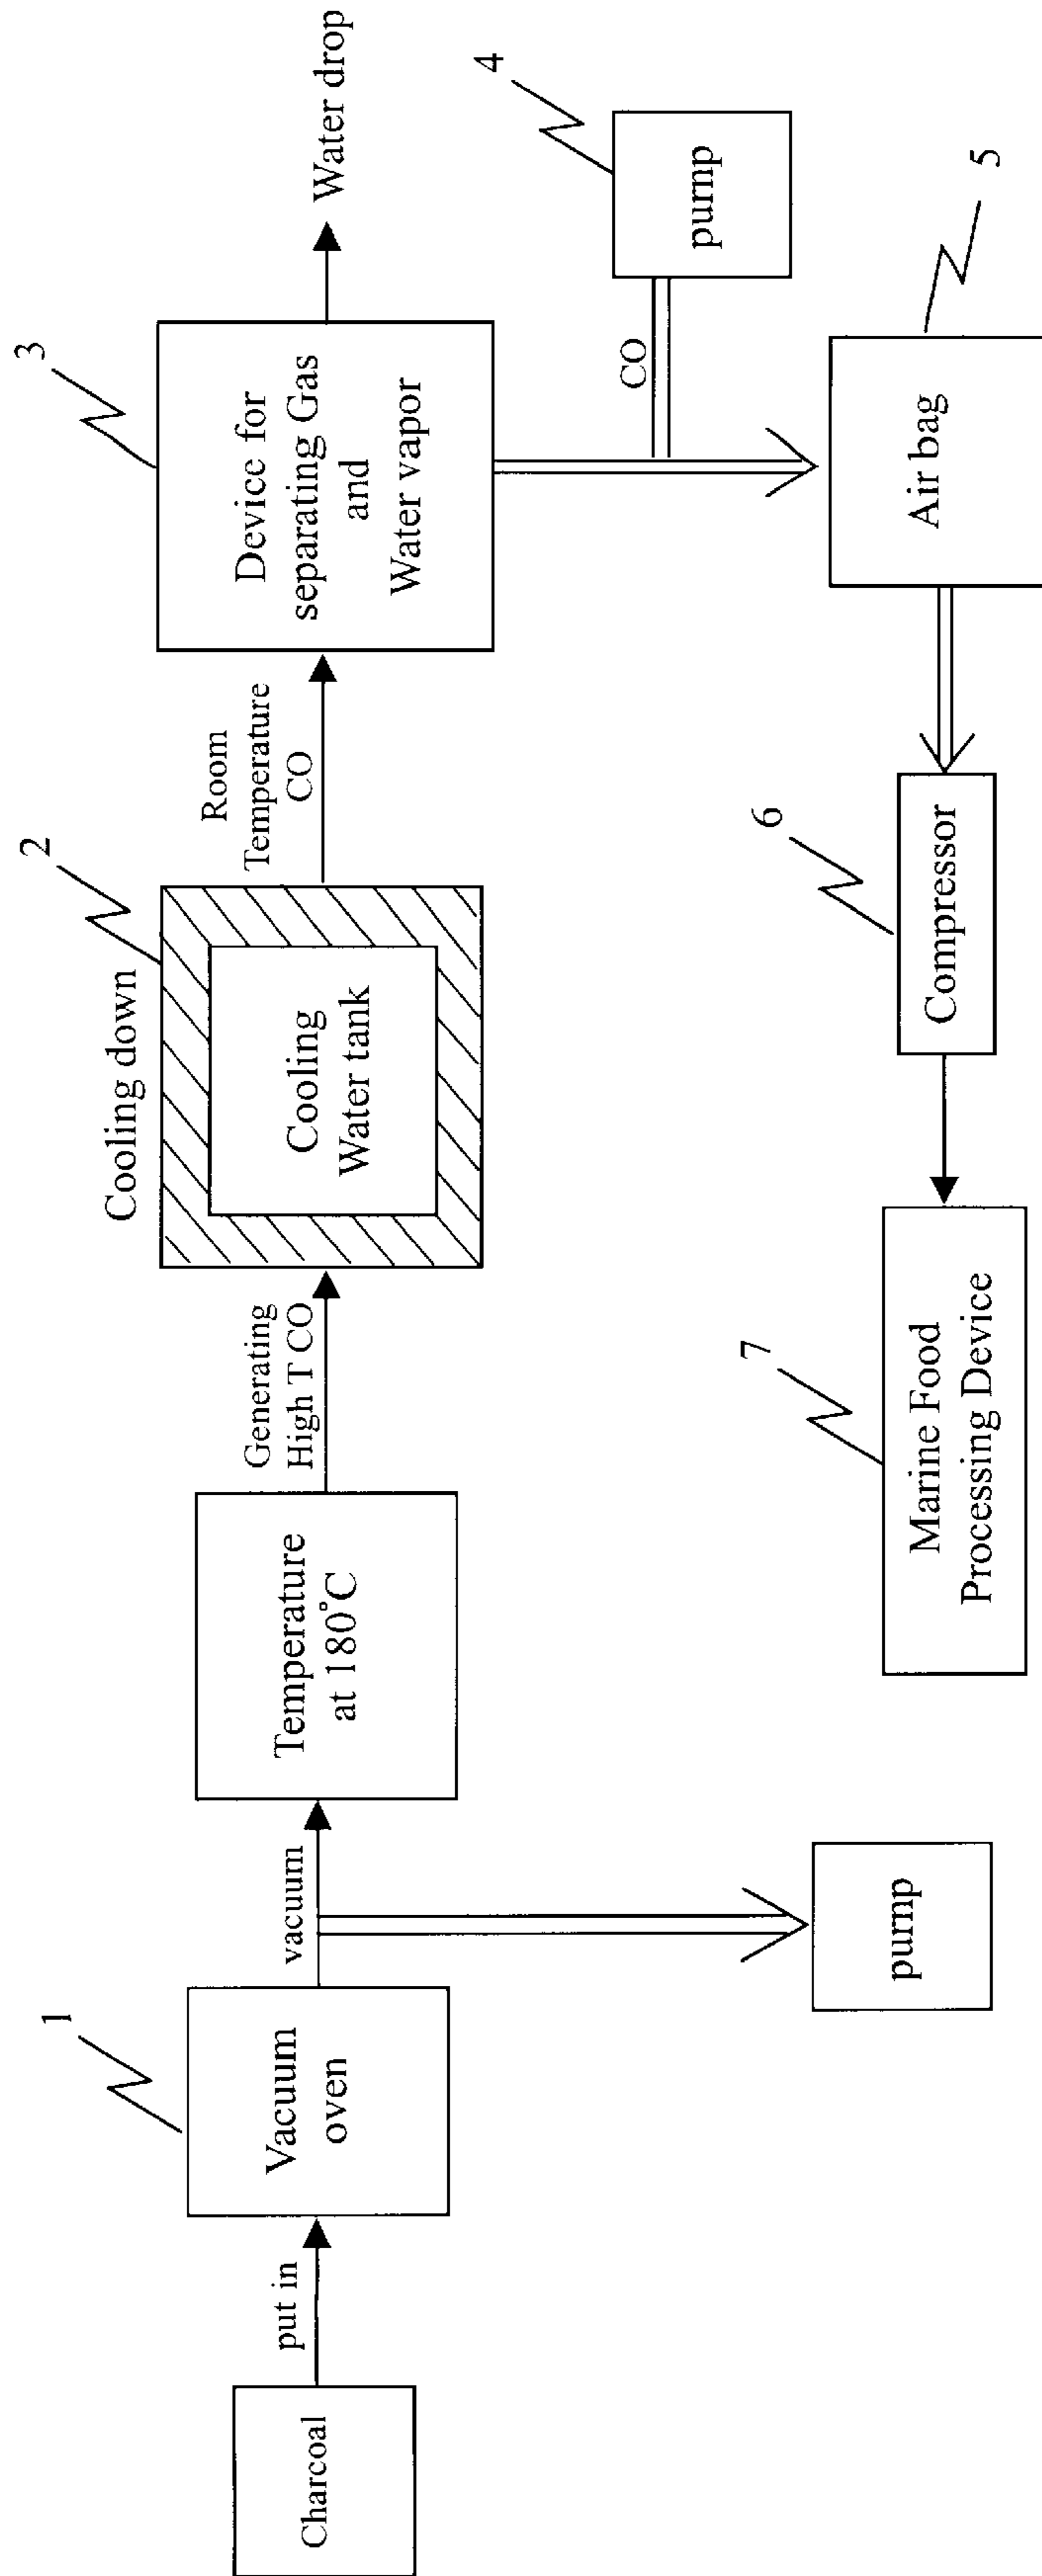 Charcoal
put in
1
Vacuum
oven
vacuum
pump
Temperature
at 180°C
Generating
High T CO
Cooling down
2
Cooling
Water tank
Room
Temperature
CO
3
Device for
separating Gas
and
Water vapor
Water drop
4
pump
CO
5
Air bag
6
Compressor
7
Marine Food
Processing Device